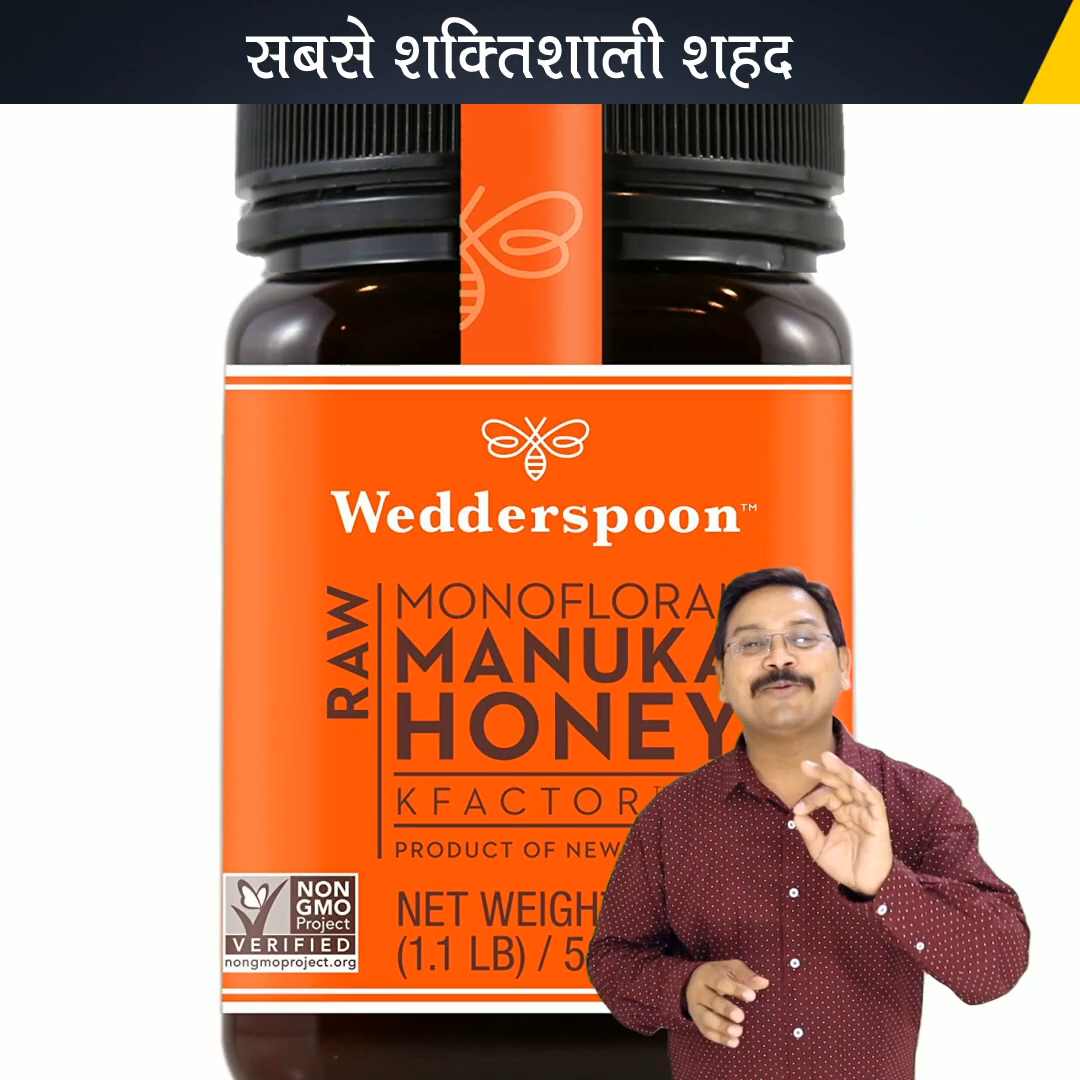 सबसे शक्तिशाली शहद
Wedderspoon™
RAW
MONOFLORAL
MANUKA
HONEY
KFACTOR
PRODUCT OF NEW
NON
GMO
Project
VERIFIED
nongmoproject.org
NET WEIGHT
(1.1 LB) / 5